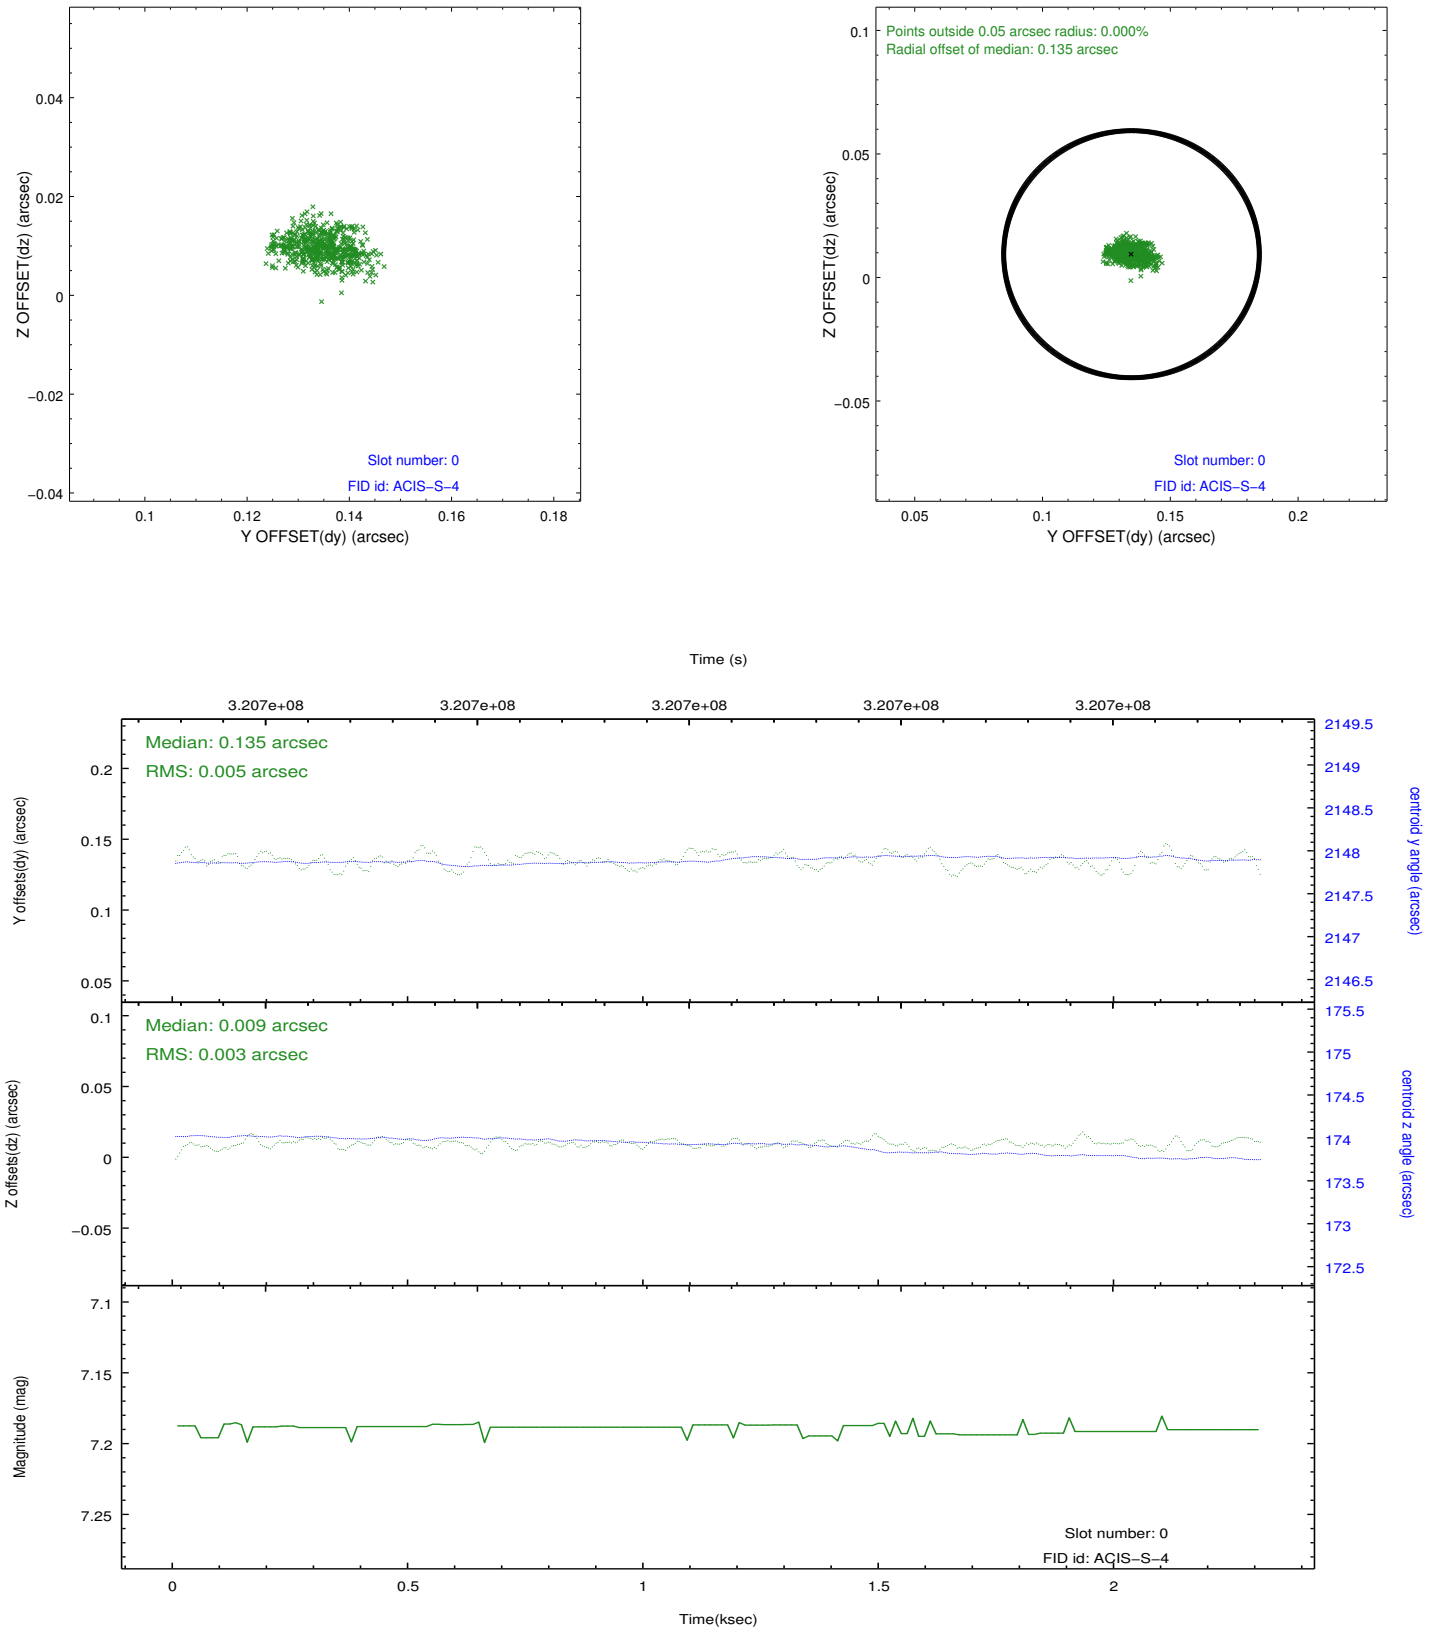 0.04
0.02
0
−0.02
−0.04
Z OFFSET(dz) (arcsec)
Slot number: 0
FID id: ACIS−S−4
0.1
0.12
0.14
0.16
0.18
Y OFFSET(dy) (arcsec)
Points outside 0.05 arcsec radius: 0.000%
Radial offset of median: 0.135 arcsec
0.1
0.05
0
−0.05
Z OFFSET(dz) (arcsec)
Slot number: 0
FID id: ACIS−S−4
0.05
0.1
0.15
0.2
Y OFFSET(dy) (arcsec)
Time (s)
3.207e+08
3.207e+08
3.207e+08
3.207e+08
3.207e+08
Median: 0.135 arcsec
RMS: 0.005 arcsec
0.2
0.15
0.1
0.05
Y offsets(dy) (arcsec)
2149.5
2149
2148.5
2148
2147.5
2147
2146.5
centroid y angle (arcsec)
Median: 0.009 arcsec
RMS: 0.003 arcsec
0.1
0.05
0
−0.05
Z offsets(dz) (arcsec)
175.5
175
174.5
174
173.5
173
172.5
centroid z angle (arcsec)
7.1
7.15
7.2
7.25
Magnitude (mag)
Slot number: 0
FID id: ACIS−S−4
0
0.5
1
1.5
2
Time(ksec)